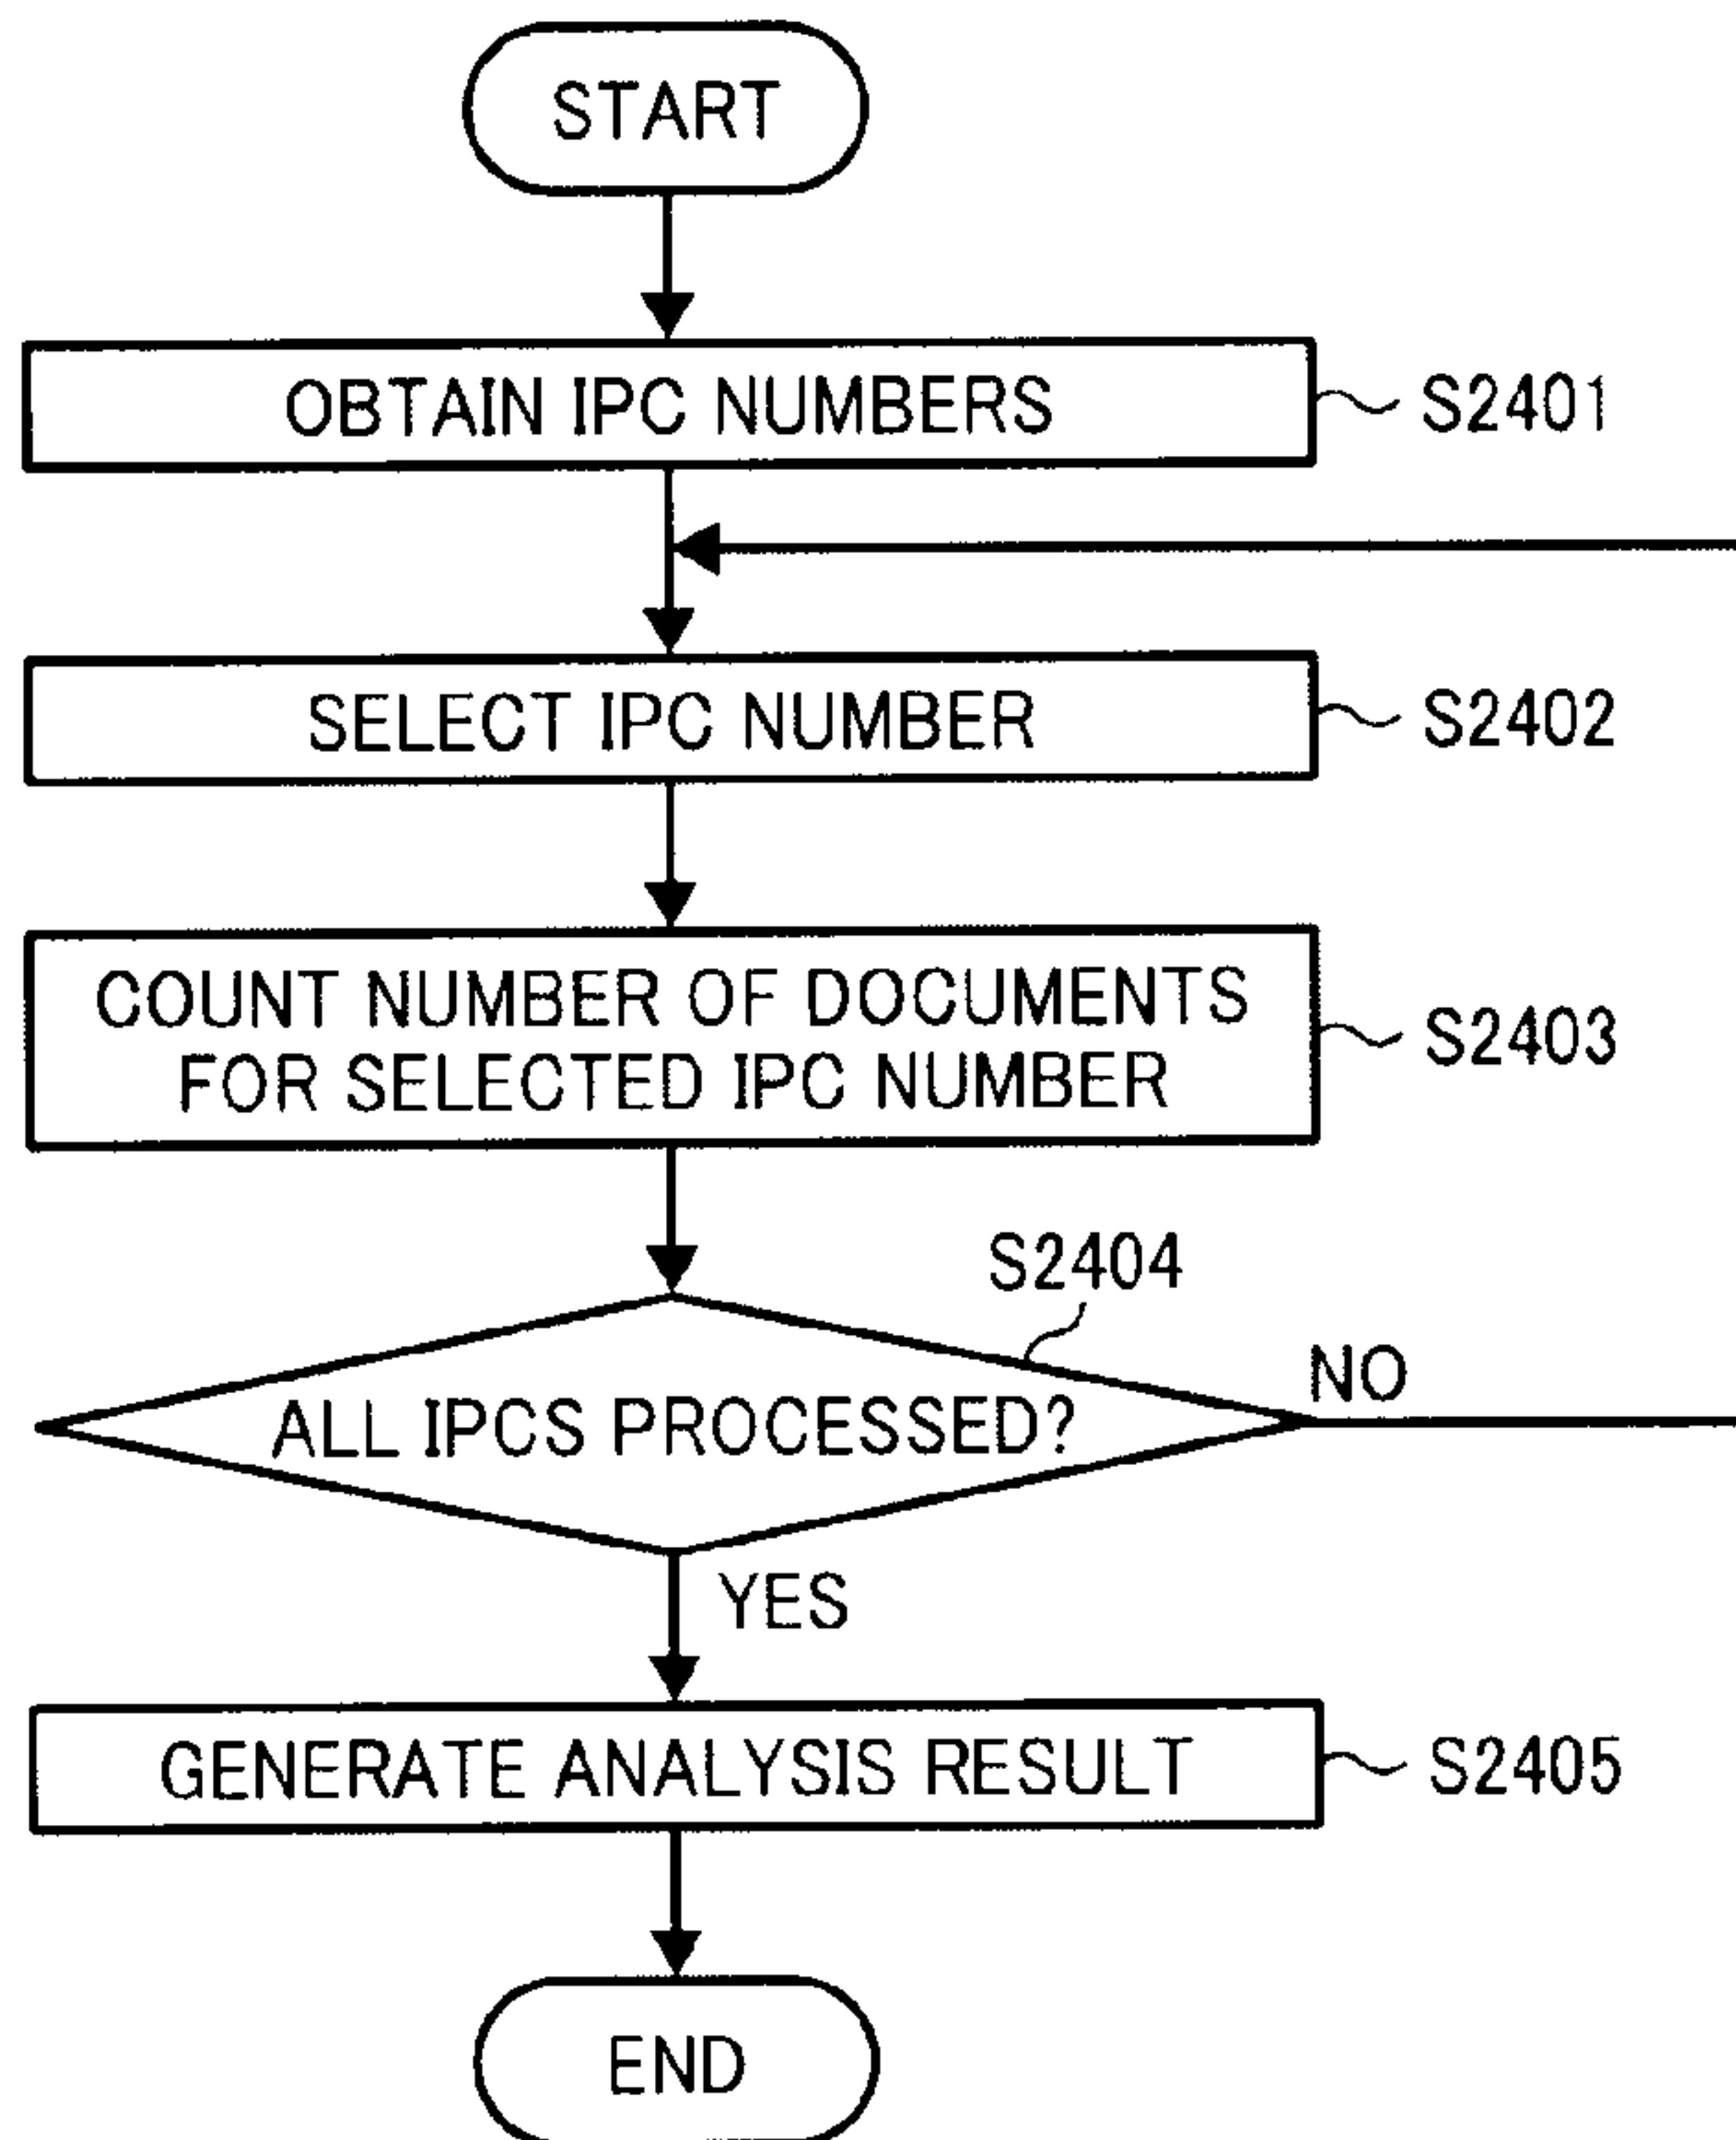 START
OBTAIN IPC NUMBERS
S2401
SELECT IPC NUMBER
S2402
COUNT NUMBER OF DOCUMENTS
FOR SELECTED IPC NUMBER
S2403
S2404
ALL IPCS PROCESSED?
NO
YES
GENERATE ANALYSIS RESULT
S2405
END